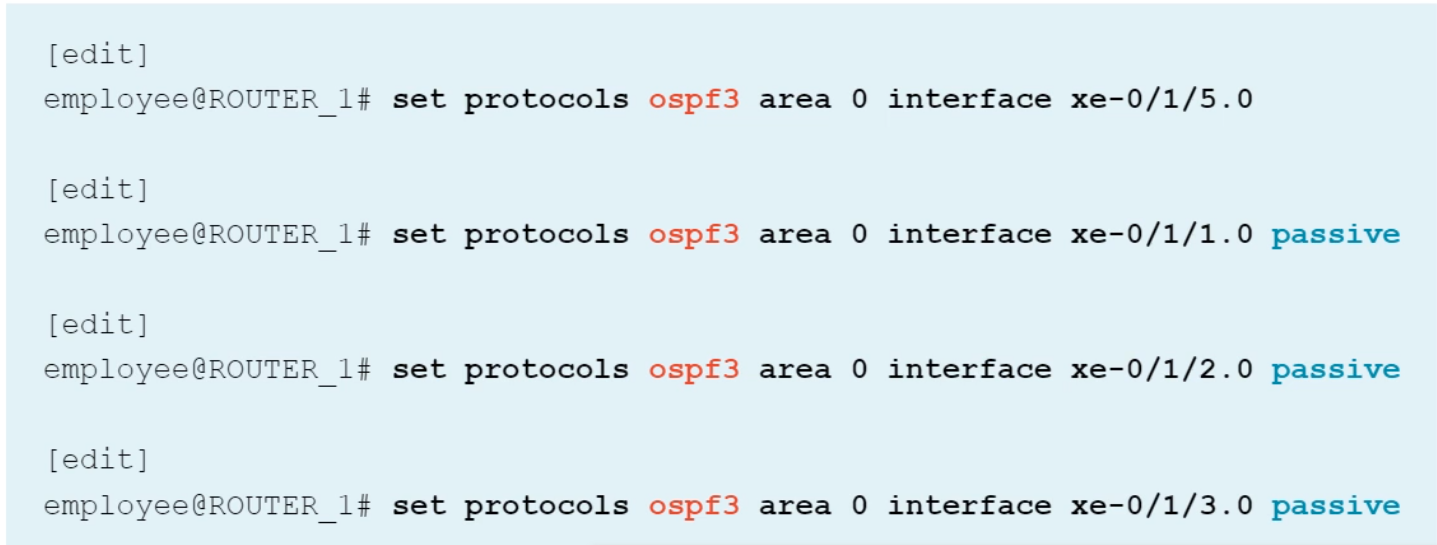 [edit]
employee@ROUTER_1# set protocols ospf3 area 0 interface xe-0/1/5.0
[edit]
employee@ROUTER_1# set protocols ospf3 area 0 interface xe-0/1/1.0 passive
[edit]
employee@ROUTER_1# set protocols ospf3 area 0 interface xe-0/1/2.0 passive
[edit]
employee@ROUTER_1# set protocols ospf3 area 0 interface xe-0/1/3.0 passive